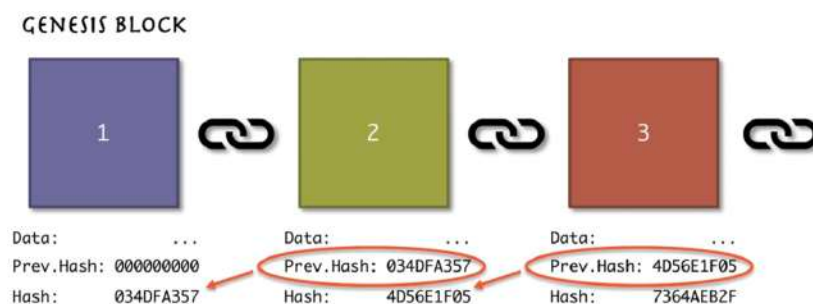 GENESIS BLOCK
1 2 3
Data: ... Data: ... Data: ...
Prev.Hash: 000000000 Prev.Hash: 034DFA357 Prev.Hash: 4D56E1F05
Hash: 034DFA357 Hash: 4D56E1F05 Hash: 7364AEB2F